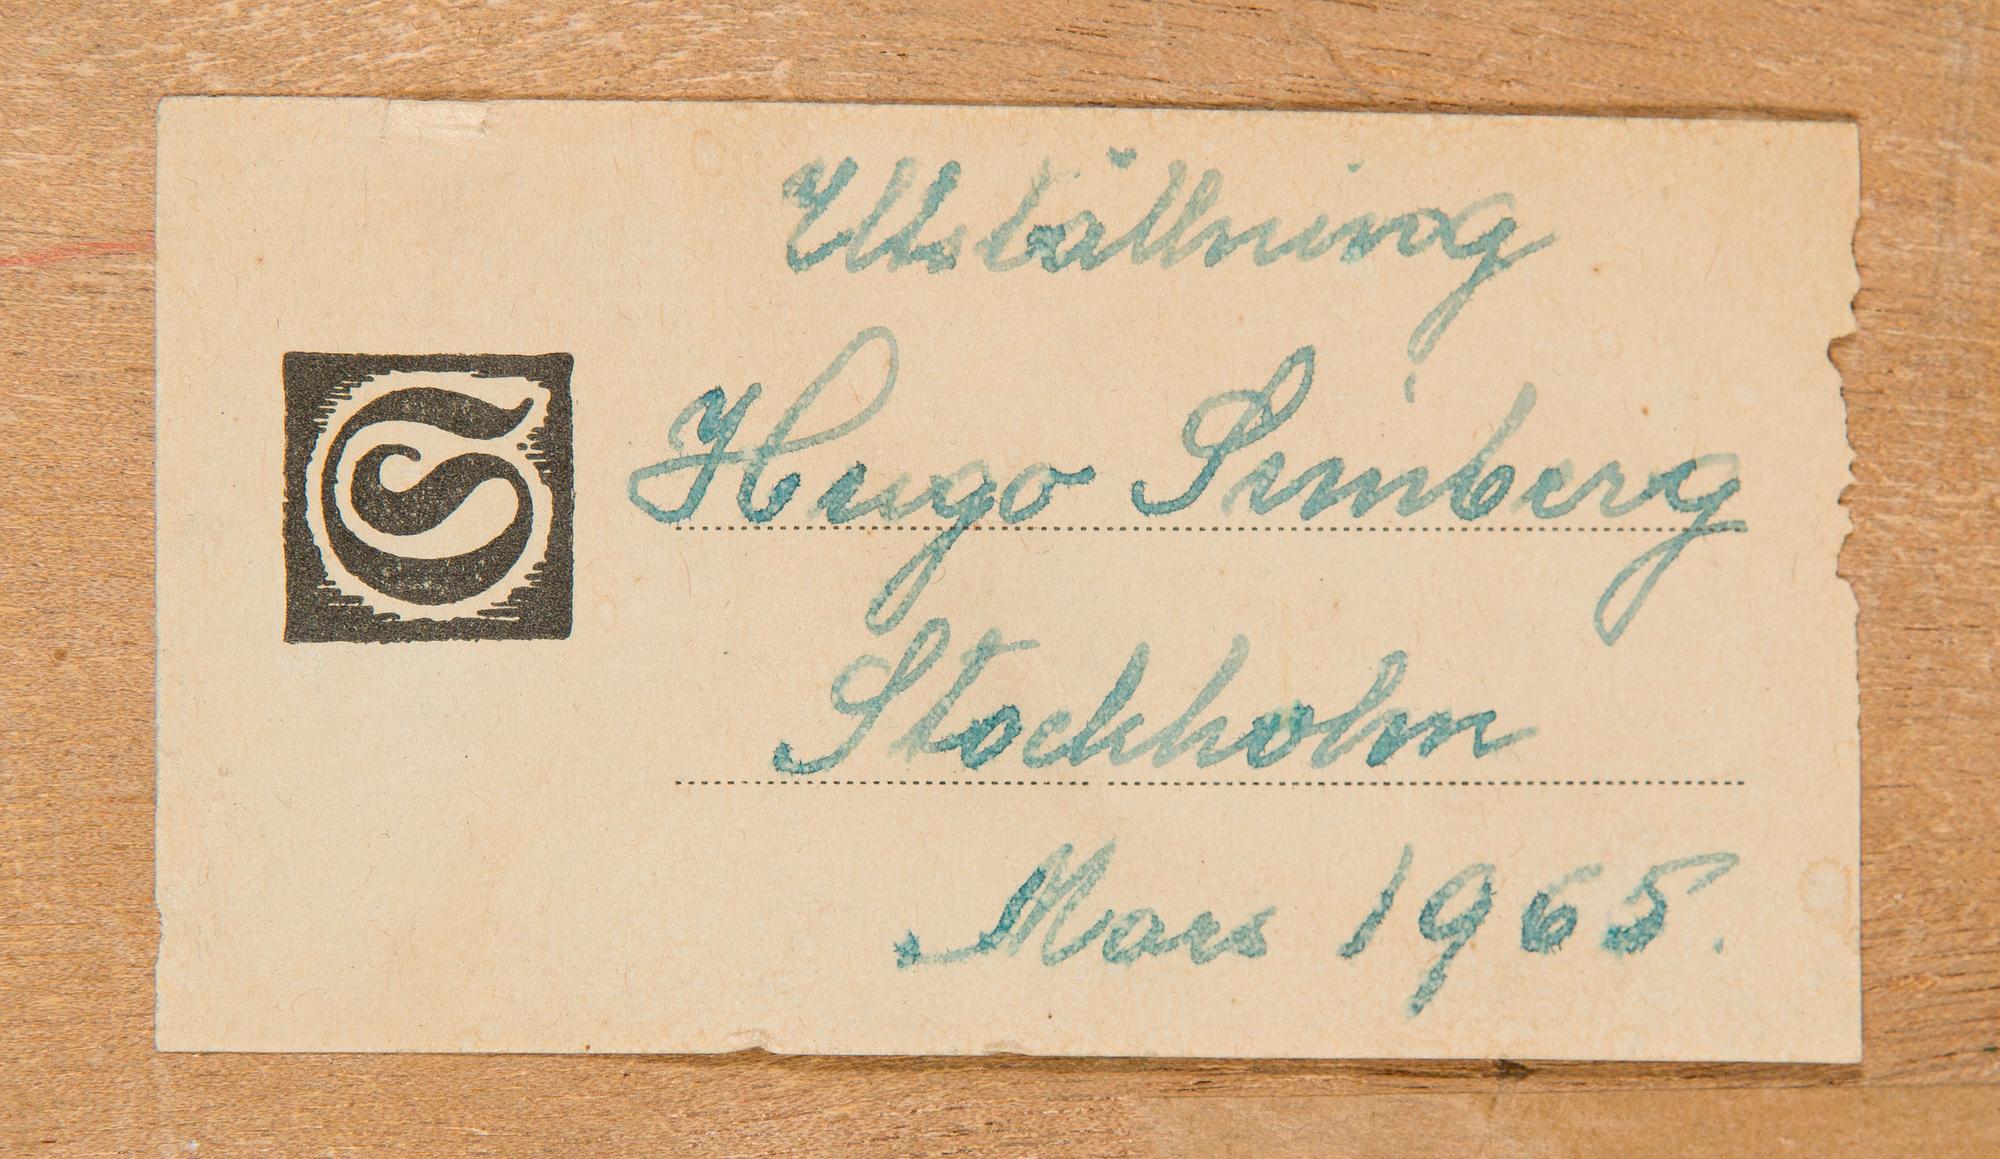 Utställning
Hugo Simberg
Stockholm
Mars 1965.